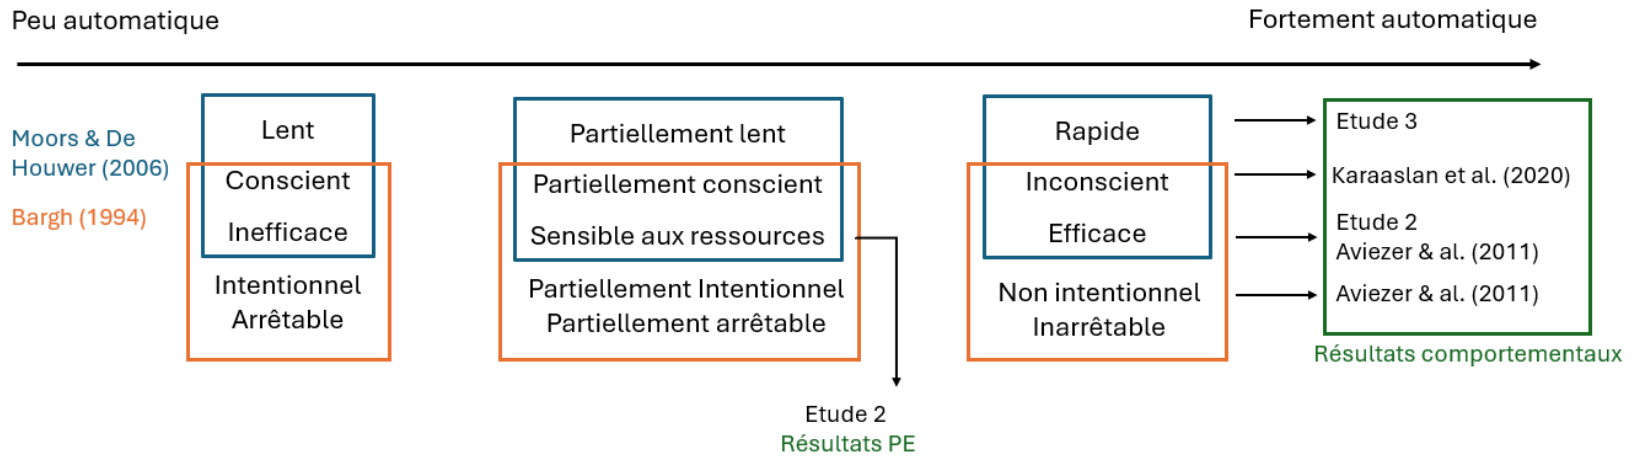 Peu automatique
Fortement automatique
Moors & De
Houwer (2006)
Bargh (1994)
Lent
Conscient
Inefficace
Intentionnel
Arrêtable
Partiellement lent
Partiellement conscient
Sensible aux ressources
Partiellement Intentionnel
Partiellement arrêtable
Rapide
Inconscient
Efficace
Non intentionnel
Inarrêtable
Etude 3
Karaaslan et al. (2020)
Etude 2
Aviezer & al. (2011)
Aviezer & al. (2011)
Résultats comportementaux
Etude 2
Résultats PE